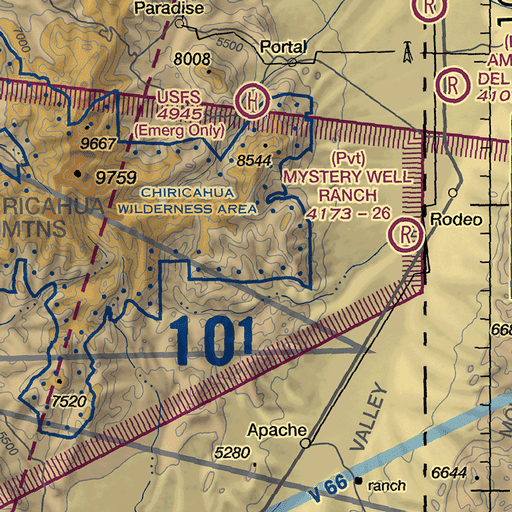 Paradise
7000
5500
8008
Portal
R
R
(
AM
DEL
410
USFS
4945
(Emerg Only)
H
9667
8544
9759
CHIRICAHUA
WILDERNESS AREA
(Pvt)
MYSTERY WELL
RANCH
4173 – 26
R
Rodeo
RICAHUA
MTNS
101
668
7520
5500
Apache
5280
VALLEY
V 66
ranch
6644
MO